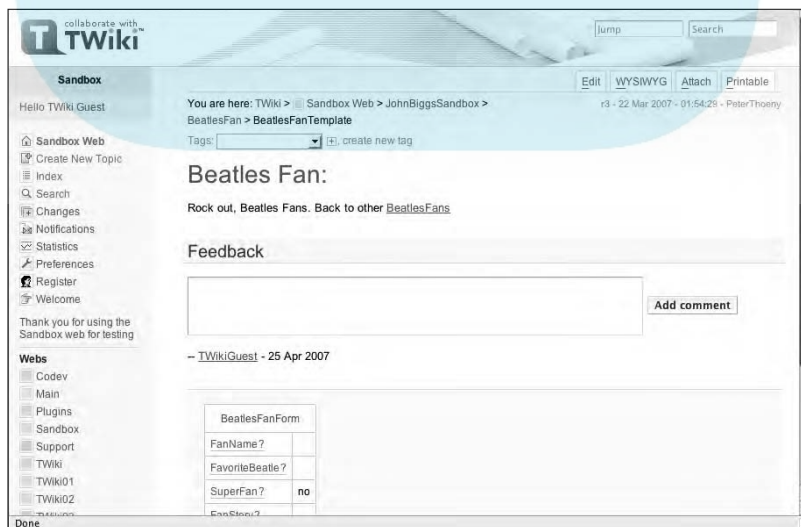 collaborate with
TWiki™
Jump
Search
Sandbox
Edit
WYSIWYG
Attach
Printable
Hello TWiki Guest
You are here: TWiki > Sandbox Web > JohnBiggsSandbox >
BeatlesFan > BeatlesFanTemplate
r3 - 22 Mar 2007 - 01:54:29 - PeterThoeny
Tags:
, create new tag
Sandbox Web
Create New Topic
Index
Search
Changes
Notifications
Statistics
Preferences
Register
Welcome
Thank you for using the
Sandbox web for testing
Webs
Codev
Main
Plugins
Sandbox
Support
TWiki
TWiki01
TWiki02
Beatles Fan:
Rock out, Beatles Fans. Back to other BeatlesFans
Feedback
Add comment
-- TWikiGuest - 25 Apr 2007
BeatlesFanForm
FanName?
FavoriteBeatle?
SuperFan? no
FanStory?
Done